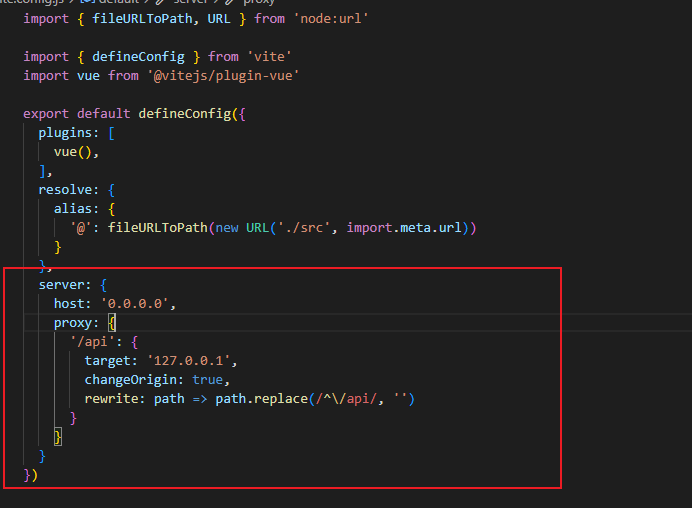 ite.config.js > default > server > proxy
import { fileURLToPath, URL } from 'node:url'
import { defineConfig } from 'vite'
import vue from '@vitejs/plugin-vue'
export default defineConfig({
  plugins: [
    vue(),
  ],
  resolve: {
    alias: {
      '@': fileURLToPath(new URL('./src', import.meta.url))
    }
  },
  server: {
    host: '0.0.0.0',
    proxy: {
      '/api': {
        target: '127.0.0.1',
        changeOrigin: true,
        rewrite: path => path.replace(/^\/api/, '')
      }
    }
  }
})